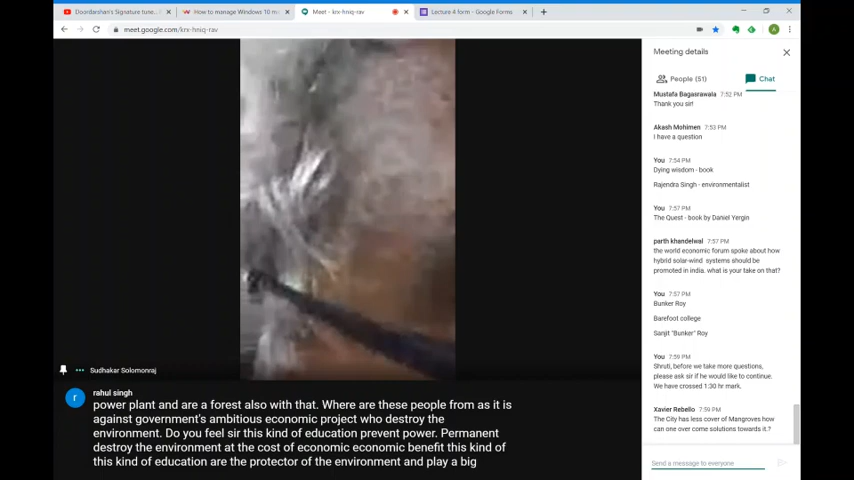 Doordarshan's Signature tune...
How to manage Windows 10 n
Meet - krx-hniq-rav
Lecture 4 form - Google Forms
meet.google.com/krx-hniq-rav
A
Sudhakar Solomonraj
r
rahul singh
power plant and are a forest also with that. Where are these people from as it is
against government's ambitious economic project who destroy the
environment. Do you feel sir this kind of education prevent power. Permanent
destroy the environment at the cost of economic economic benefit this kind of
this kind of education are the protector of the environment and play a big
Meeting details
People (51)
Chat
Mustafa Bagasrawala 7:52 PM
Thank you sir!
Akash Mohimen 7:53 PM
I have a question
You 7:54 PM
Dying wisdom - book
Rajendra Singh - environmentalist
You 7:57 PM
The Quest - book by Daniel Yergin
parth khandelwal 7:57 PM
the world economic forum spoke about how
hybrid solar-wind systems should be
promoted in india. what is your take on that?
You 7:57 PM
Bunker Roy
Barefoot college
Sanjit "Bunker" Roy
You 7:59 PM
Shruti, before we take more questions,
please ask sir if he would like to continue.
We have crossed 1:30 hr mark.
Xavier Rebello 7:59 PM
The City has less cover of Mangroves how
can one over come solutions towards it.?
Send a message to everyone